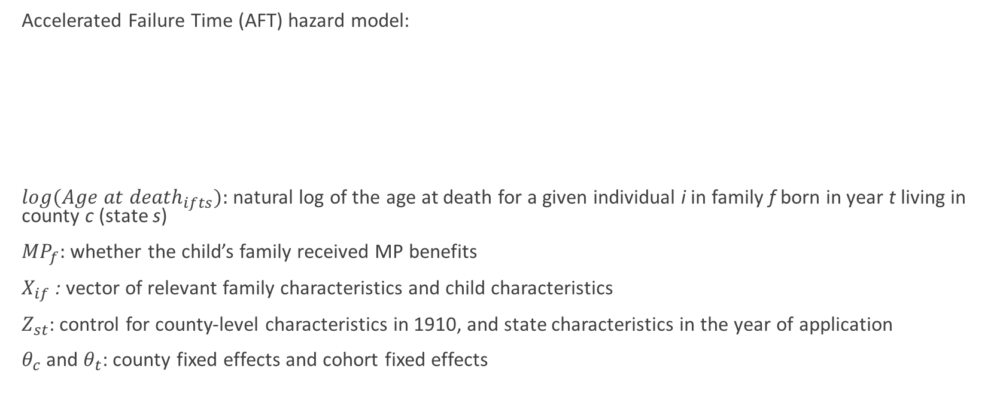 Accelerated Failure Time (AFT) hazard model:
log(Age at death_{ifts}): natural log of the age at death for a given individual i in family f born in year t living in
county c (state s)
MP_f: whether the child’s family received MP benefits
X_{if} : vector of relevant family characteristics and child characteristics
Z_{st}: control for county-level characteristics in 1910, and state characteristics in the year of application
θ_c and θ_t: county fixed effects and cohort fixed effects